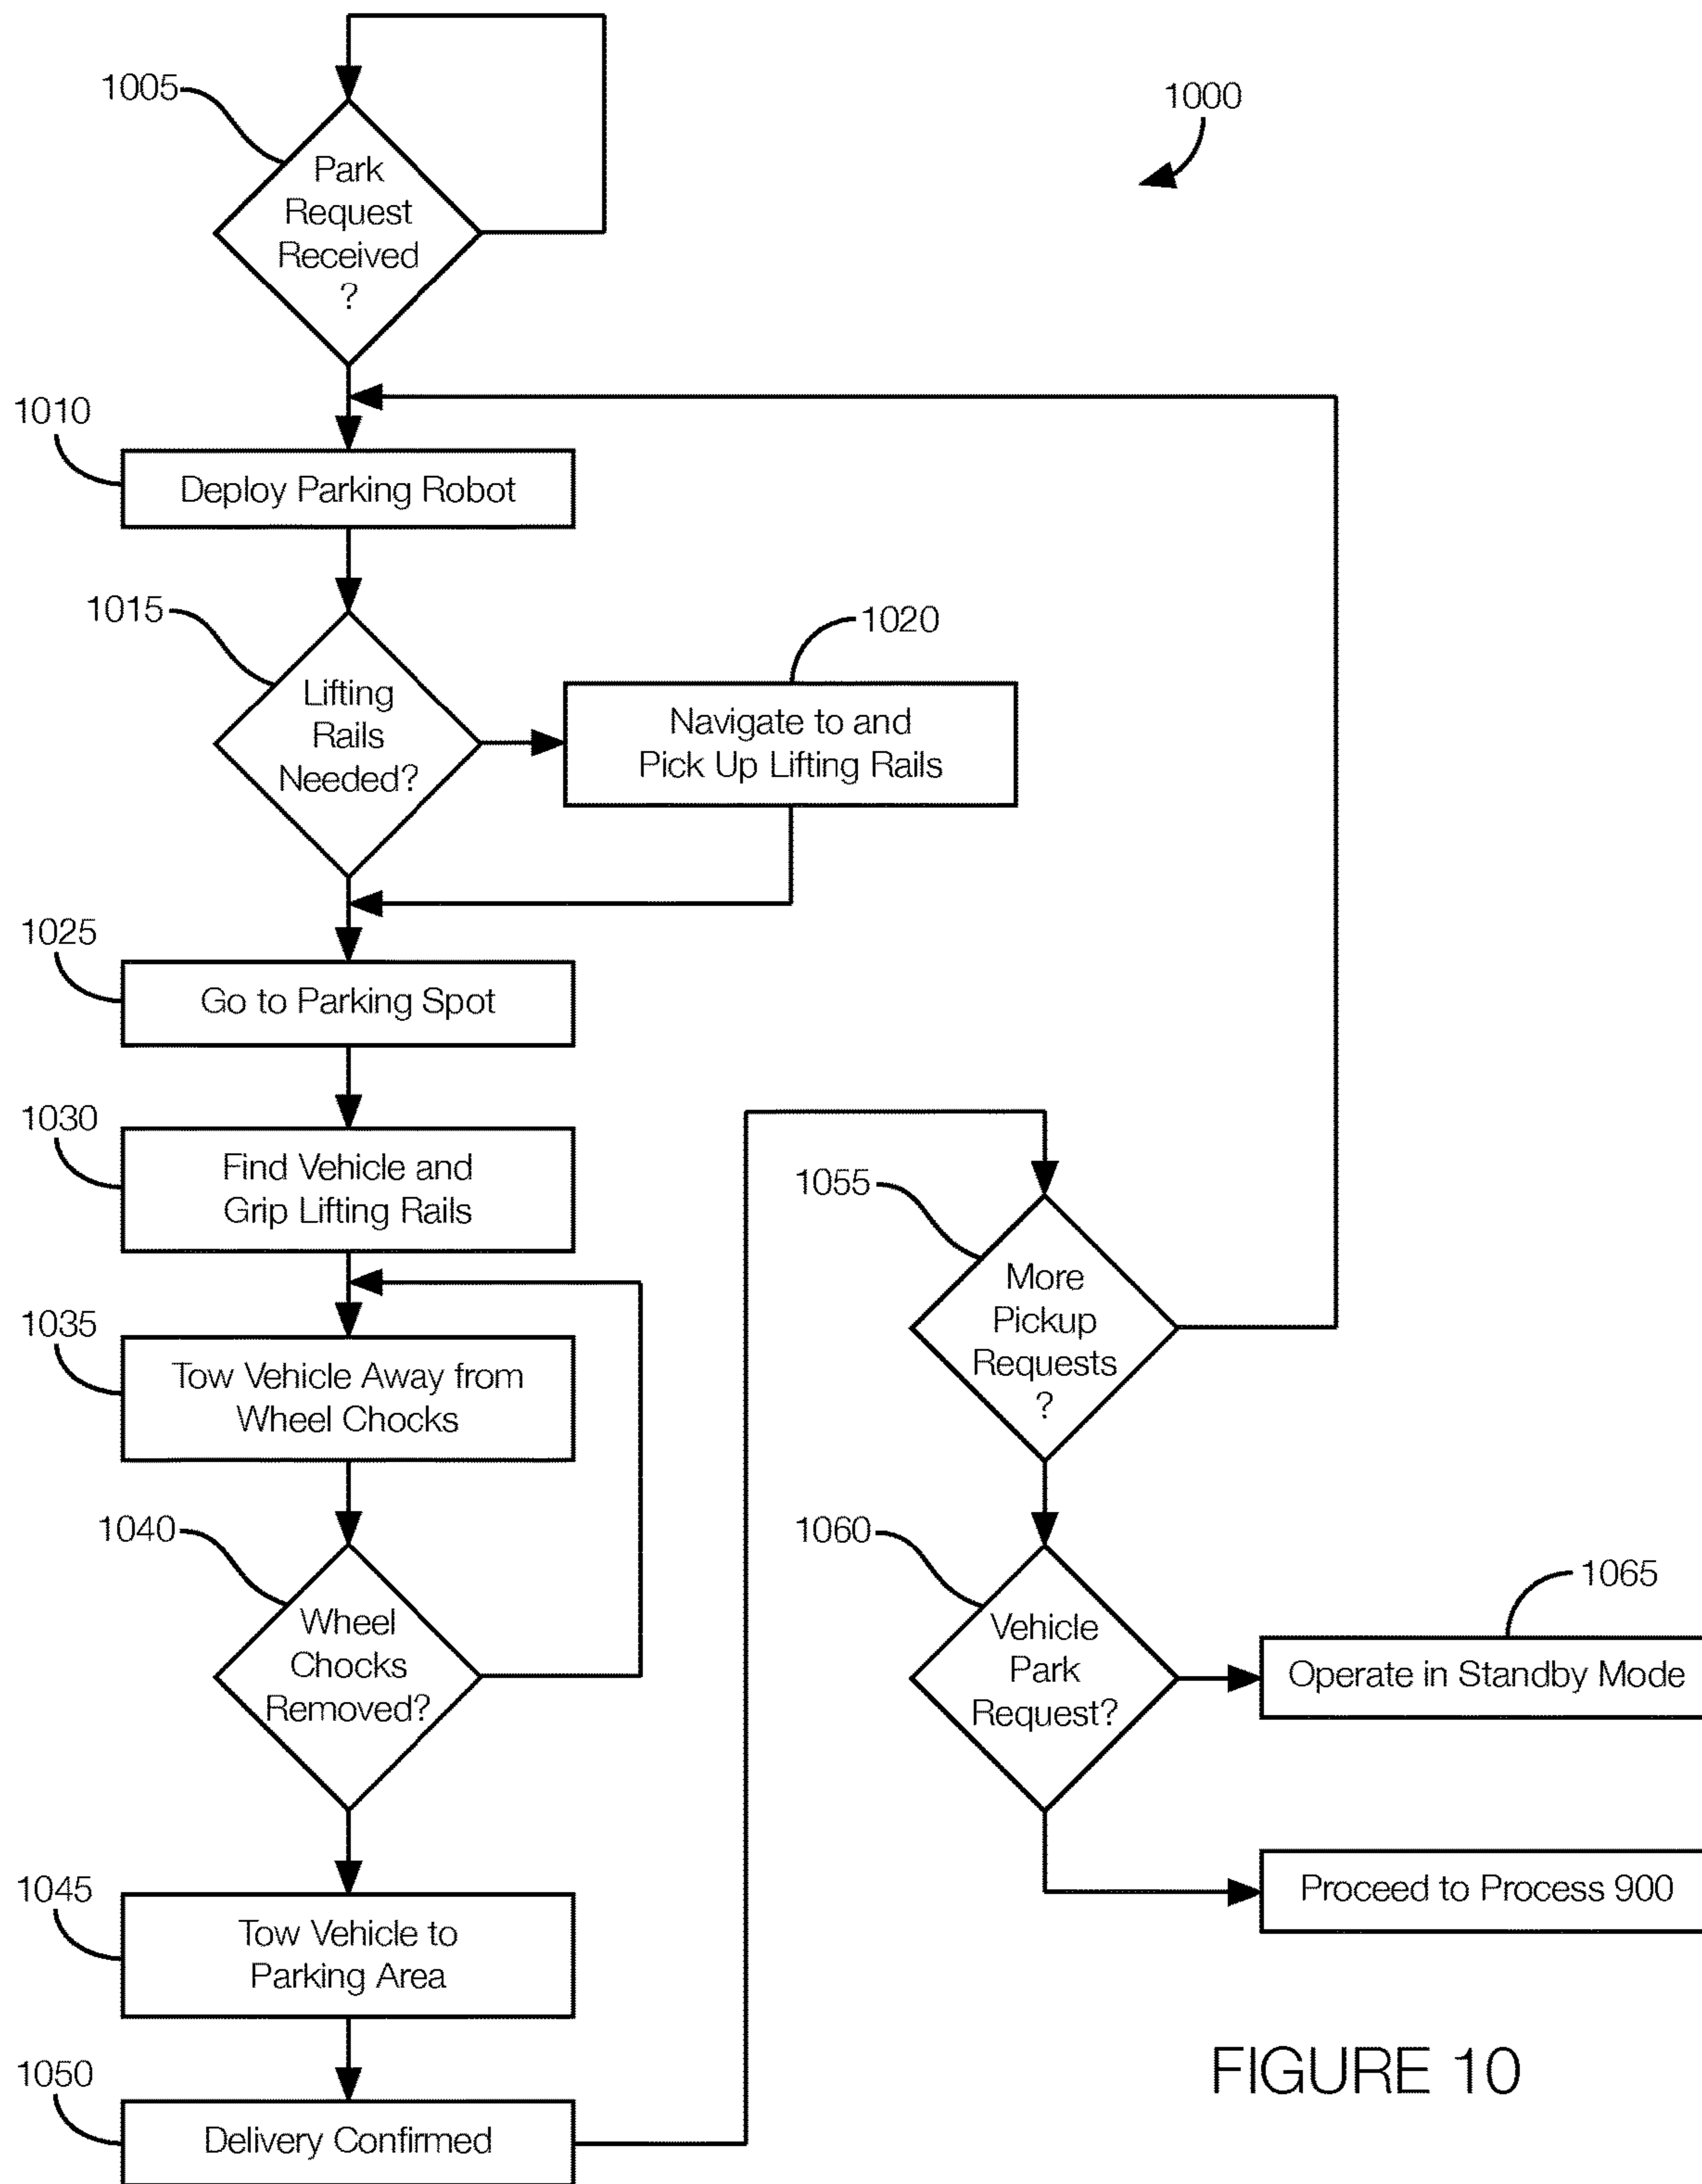 1000
1005
Park
Request
Received
?
1010
Deploy Parking Robot
1015
Lifting
Rails
Needed?
1020
Navigate to and
Pick Up Lifting Rails
1025
Go to Parking Spot
1030
Find Vehicle and
Grip Lifting Rails
1035
Tow Vehicle Away from
Wheel Chocks
1040
Wheel
Chocks
Removed?
1045
Tow Vehicle to
Parking Area
1050
Delivery Confirmed
1055
More
Pickup
Requests
?
1060
Vehicle
Park
Request?
1065
Operate in Standby Mode
Proceed to Process 900
FIGURE 10